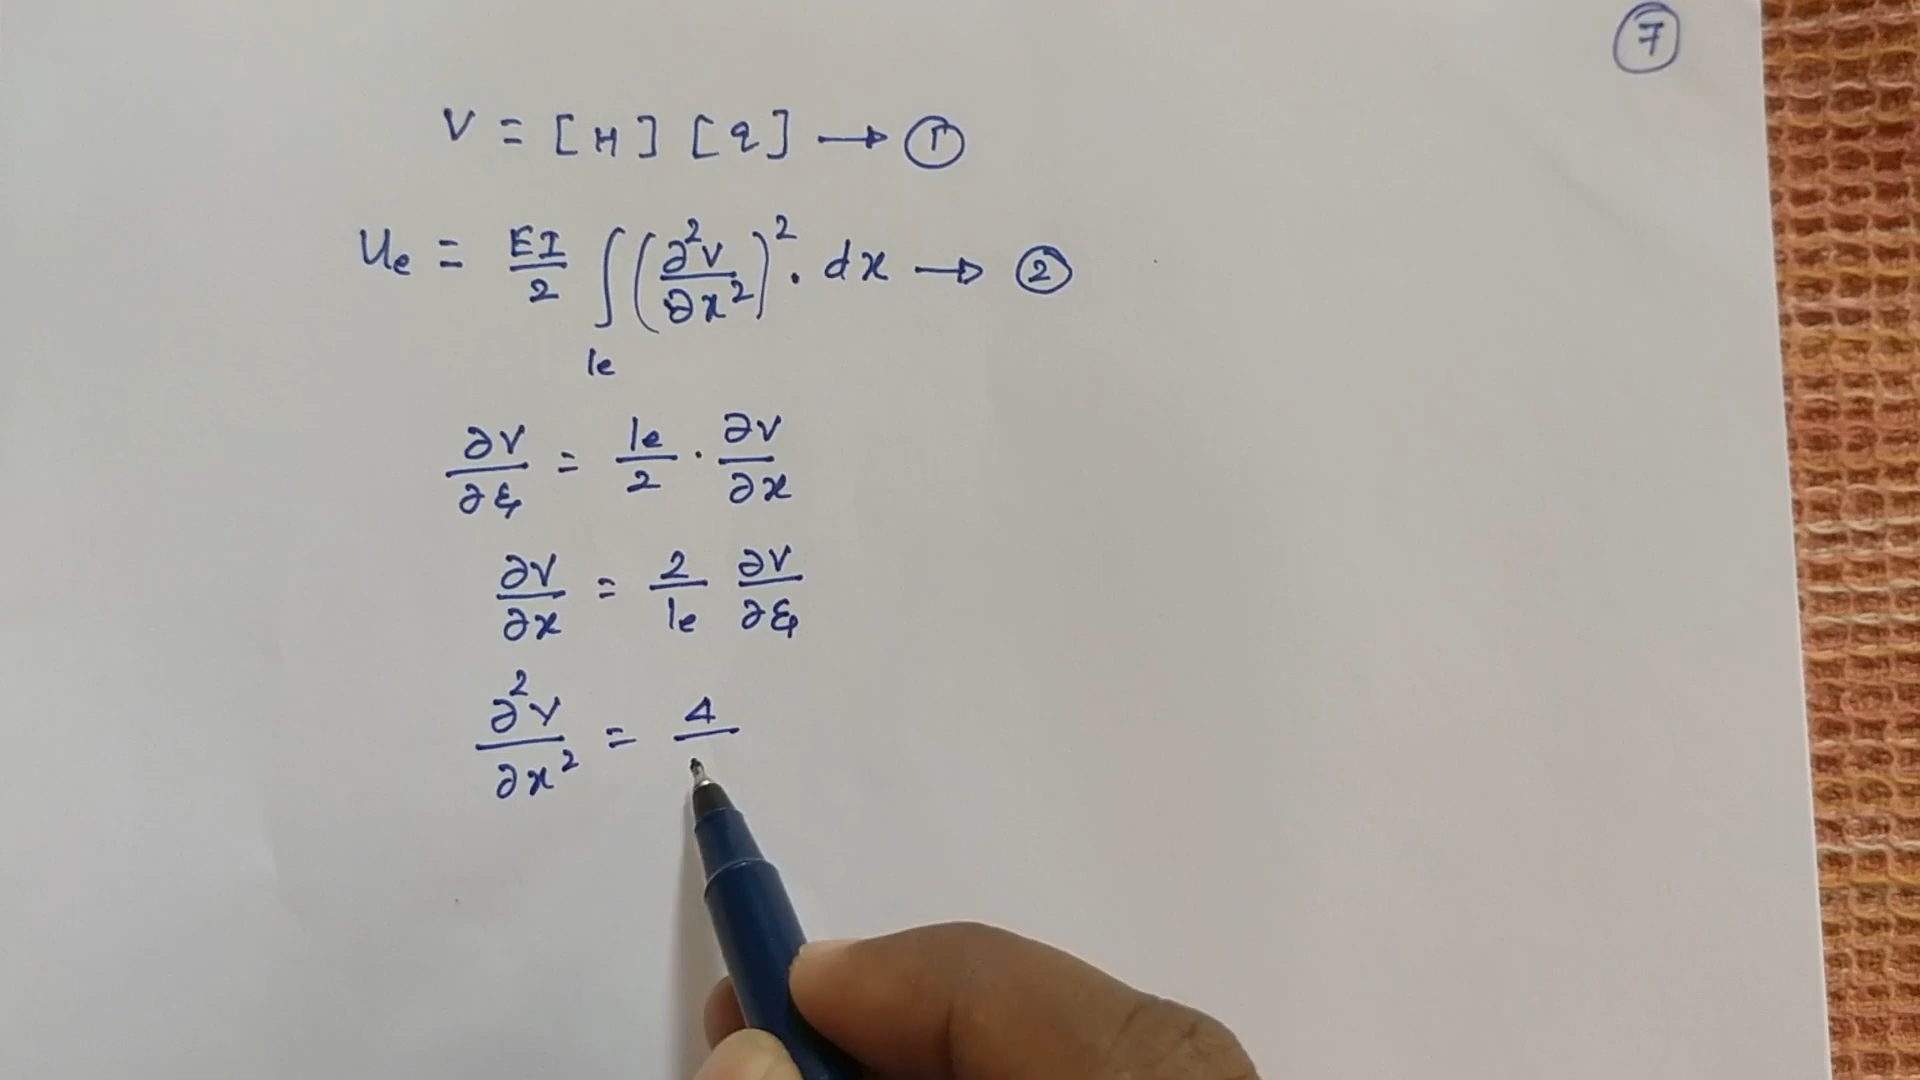 ⑦
V = [H] [q] → ①
Ue = EI/2 ∫le (∂²v/∂x²)² . dx → ②
∂v/∂ξ = le/2 . ∂v/∂x
∂v/∂x = 2/le ∂v/∂ξ
∂²v/∂x² = 4/